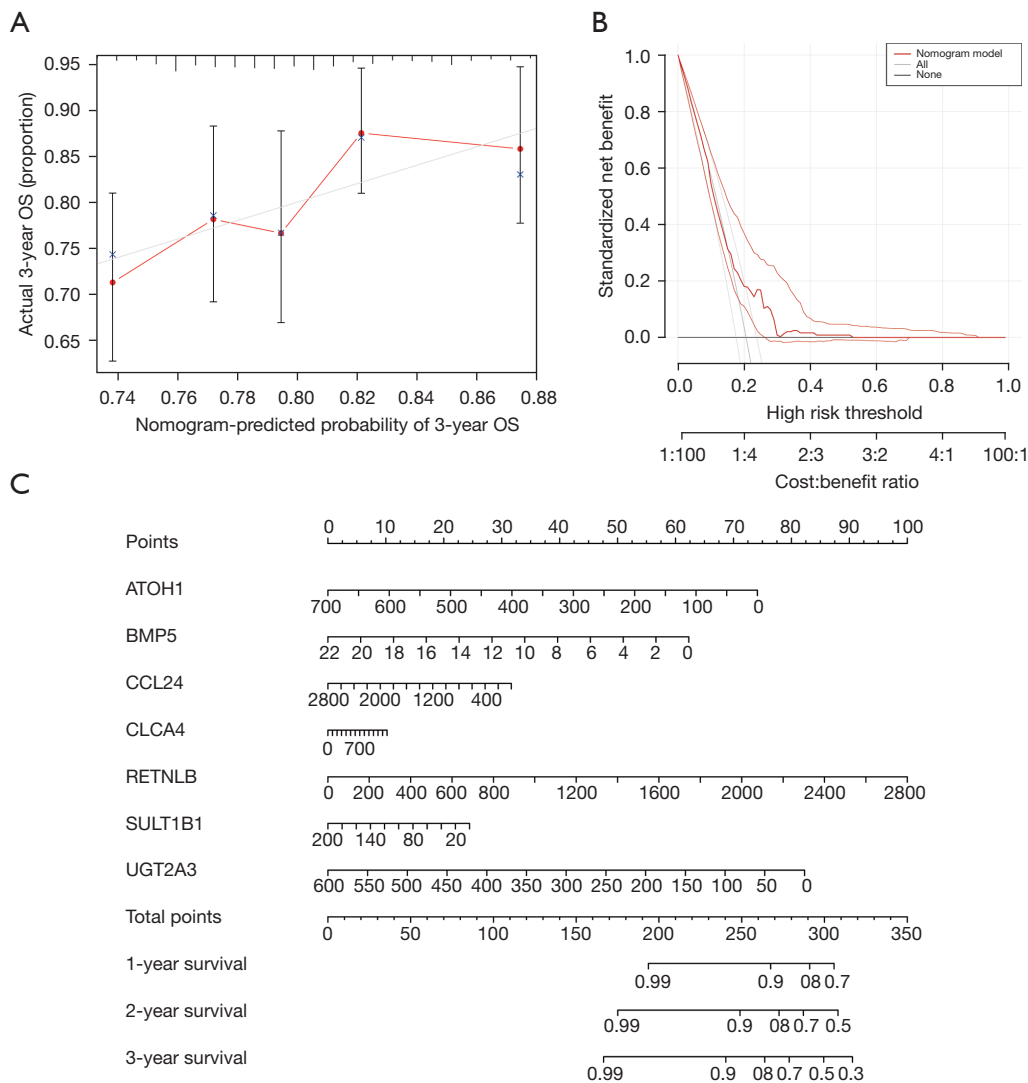 A
Actual 3-year OS (proportion)
0.95
0.90
0.85
0.80
0.75
0.70
0.65
0.74 0.76 0.78 0.80 0.82 0.84 0.86 0.88
Nomogram-predicted probability of 3-year OS
B
Standardized net benefit
1.0
0.8
0.6
0.4
0.2
0.0
Nomogram model
All
None
0.0 0.2 0.4 0.6 0.8 1.0
High risk threshold
1:100 1:4 2:3 3:2 4:1 100:1
Cost:benefit ratio
C
Points 0 10 20 30 40 50 60 70 80 90 100
ATOH1 700 600 500 400 300 200 100 0
BMP5 22 20 18 16 14 12 10 8 6 4 2 0
CCL24 2800 2000 1200 400
CLCA4 0 700
RETNLB 0 200 400 600 800 1200 1600 2000 2400 2800
SULT1B1 200 140 80 20
UGT2A3 600 550 500 450 400 350 300 250 200 150 100 50 0
Total points 0 50 100 150 200 250 300 350
1-year survival 0.99 0.9 08 0.7
2-year survival 0.99 0.9 08 0.7 0.5
3-year survival 0.99 0.9 08 0.7 0.5 0.3